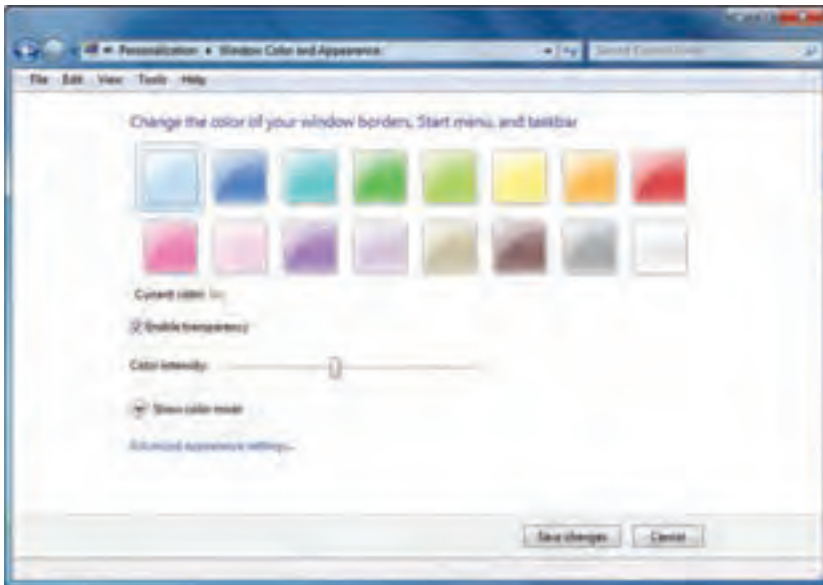 Personalization ▸ Window Color and Appearance
File Edit View Tools Help
Change the color of your window borders, Start menu, and taskbar
Current color: Sky
Enable transparency
Color intensity:
Show color mixer
Advanced appearance settings...
Save changes Cancel